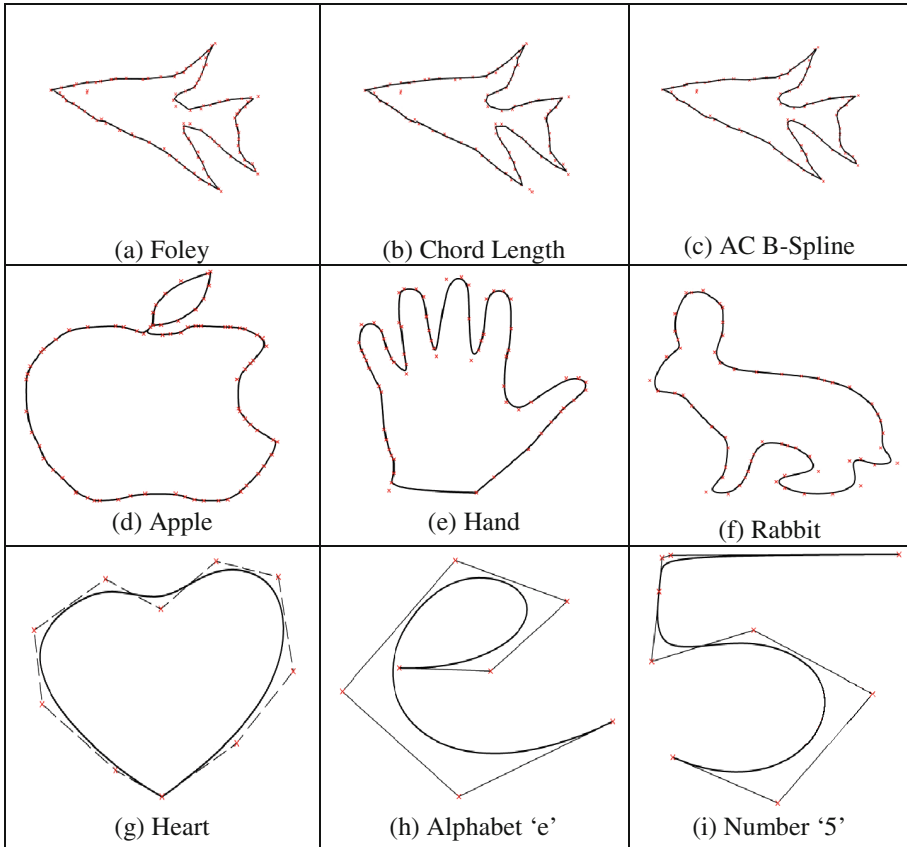 (a) Foley
(b) Chord Length
(c) AC B-Spline
(d) Apple
(e) Hand
(f) Rabbit
(g) Heart
(h) Alphabet ‘e’
(i) Number ‘5’